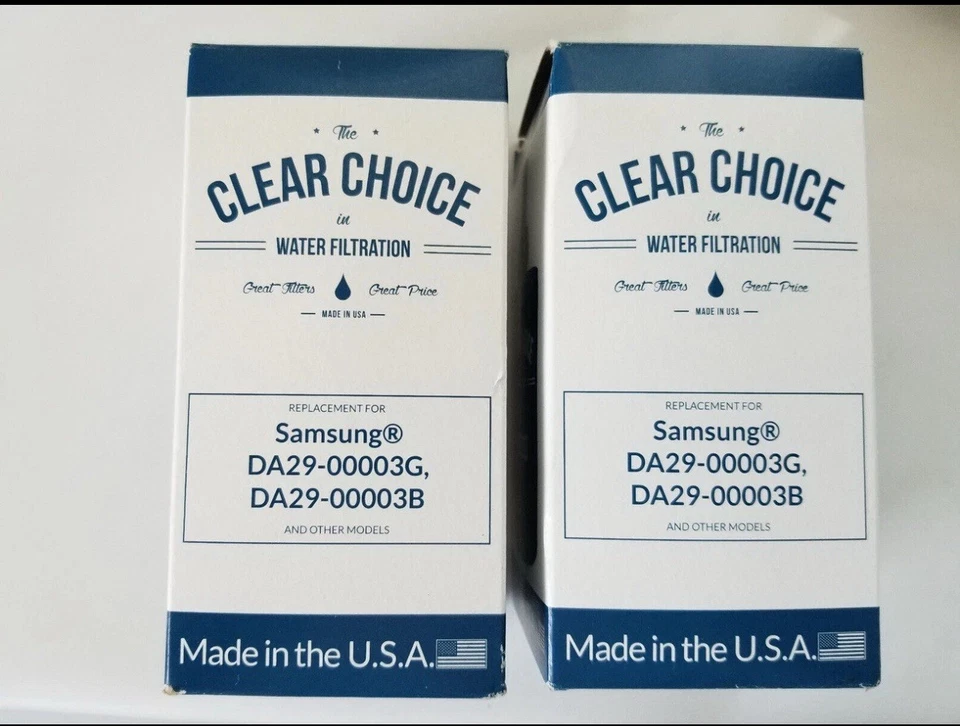 The
CLEAR CHOICE
in
WATER FILTRATION
Great Filters Great Price
MADE IN USA
REPLACEMENT FOR
Samsung®
DA29-00003G,
DA29-00003B
AND OTHER MODELS
Made in the U.S.A.
The
CLEAR CHOICE
in
WATER FILTRATION
Great Filters Great Price
MADE IN USA
REPLACEMENT FOR
Samsung®
DA29-00003G,
DA29-00003B
AND OTHER MODELS
Made in the U.S.A.